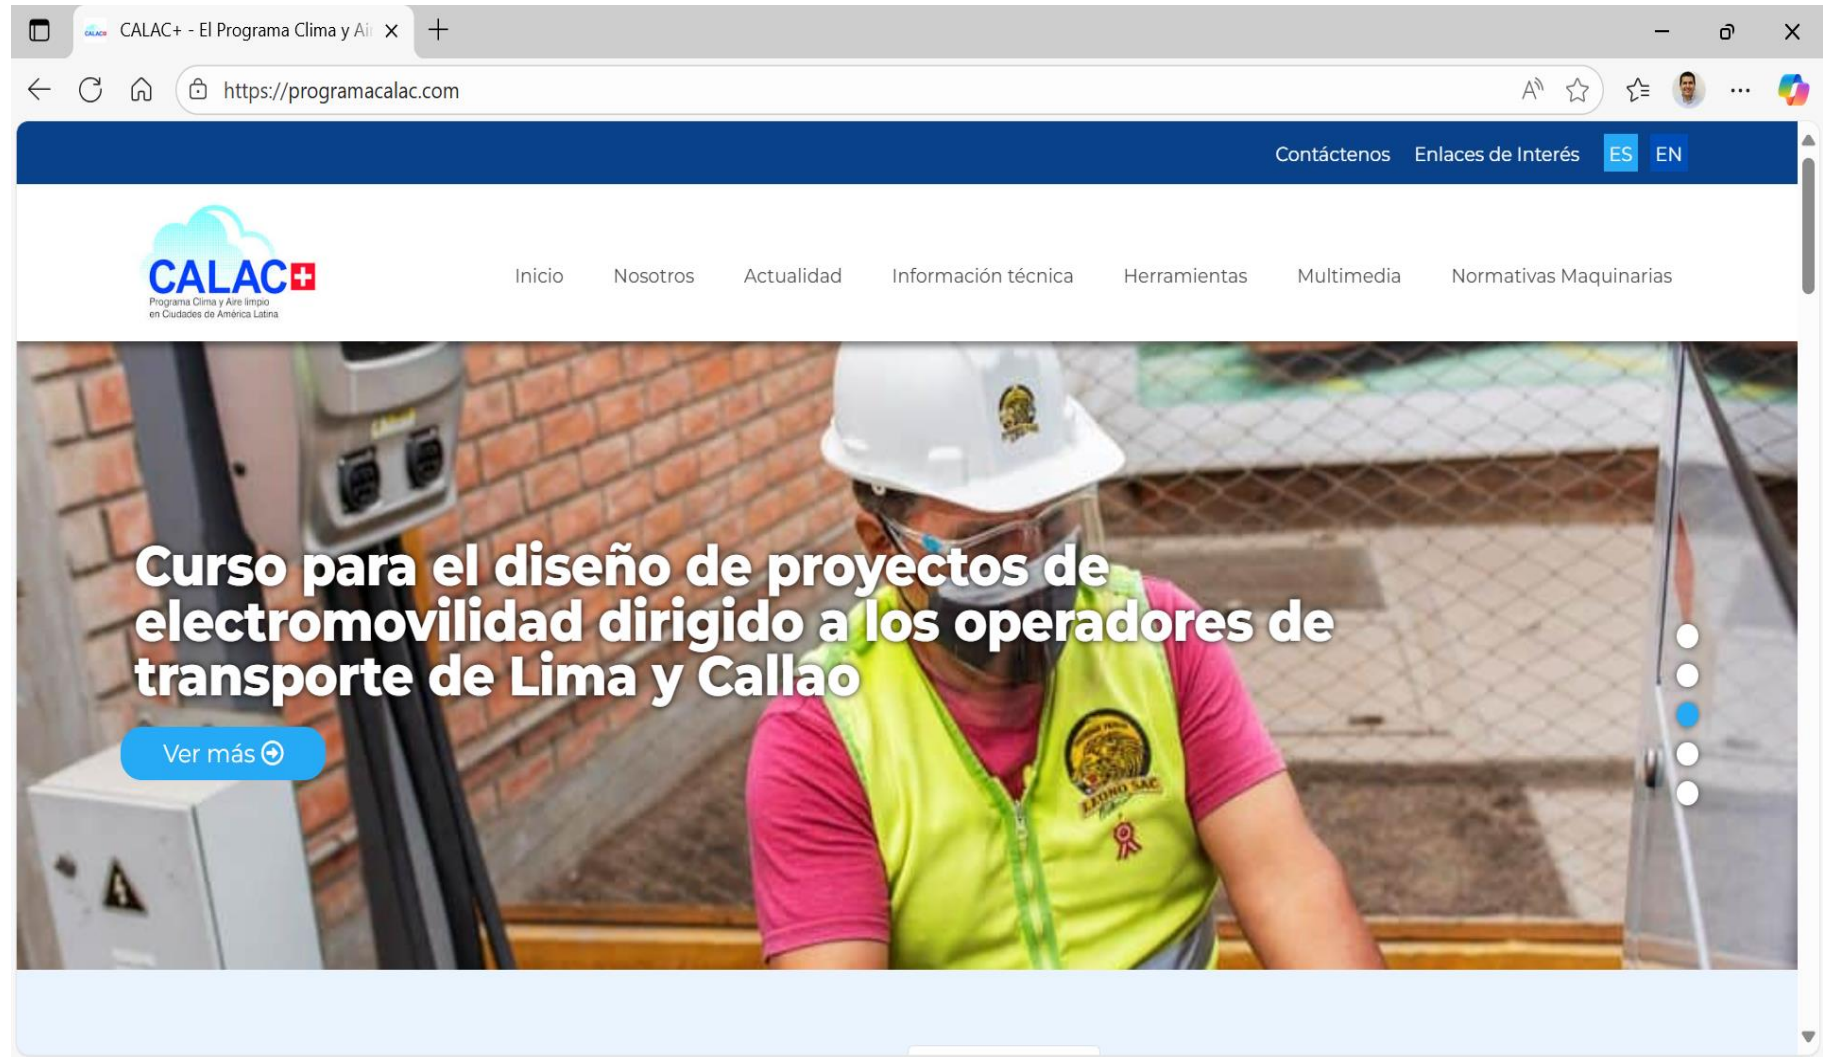 CALAC+ - El Programa Clima y Ai
https://programacalac.com
Contáctenos Enlaces de Interés ES EN
CALAC+
Programa Clima y Aire limpio
en Ciudades de América Latina
Inicio Nosotros Actualidad Información técnica Herramientas Multimedia Normativas Maquinarias
Curso para el diseño de proyectos de
electromovilidad dirigido a los operadores de
transporte de Lima y Callao
Ver más
SAC